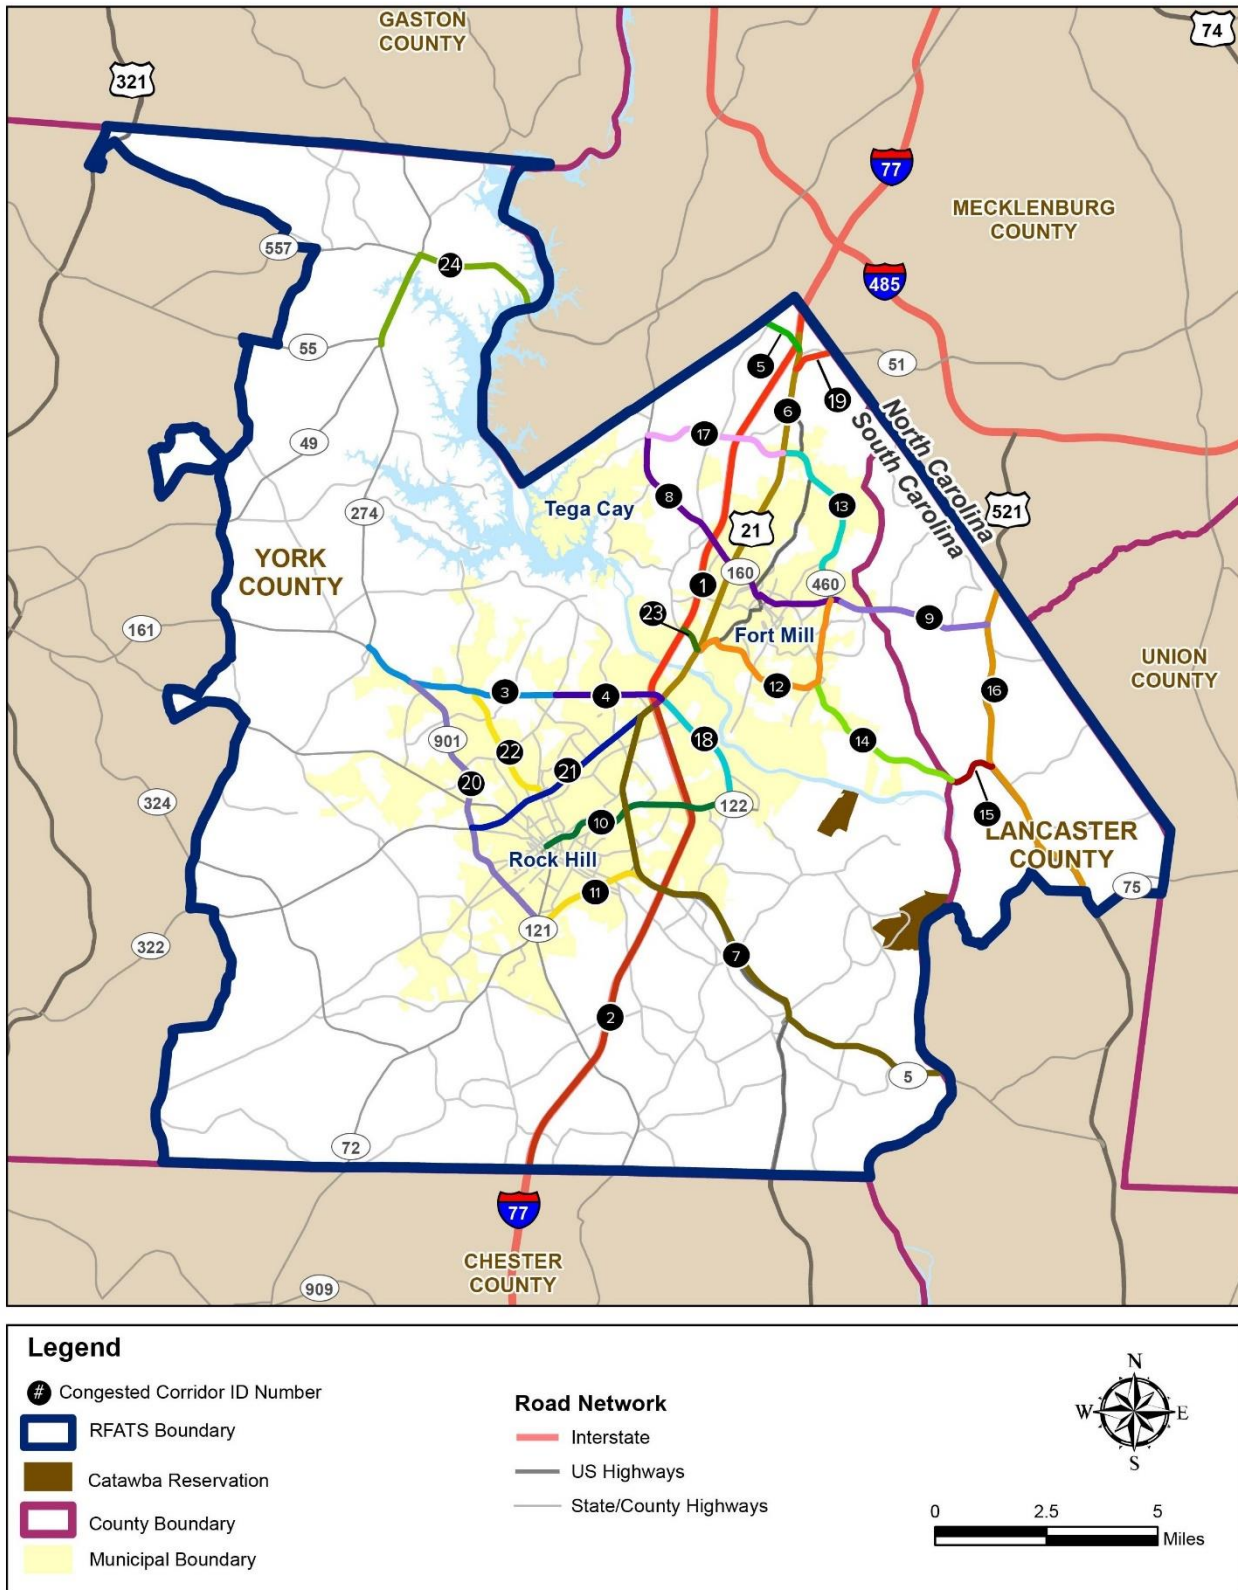 GASTON
COUNTY
74
321
77
MECKLENBURG
COUNTY
557
24
485
55
5
51
19
6
North Carolina
South Carolina
17
49
8
Tega Cay
13
521
274
21
YORK
COUNTY
160
1
460
23
9
161
Fort Mill
UNION
COUNTY
3
4
12
16
901
22
18
14
21
20
324
122
10
15
LANCASTER
COUNTY
Rock Hill
11
75
121
322
7
2
5
72
77
CHESTER
COUNTY
909
Legend
# Congested Corridor ID Number
RFATS Boundary
Catawba Reservation
County Boundary
Municipal Boundary
Road Network
Interstate
US Highways
State/County Highways
N
W E
S
0 2.5 5
Miles